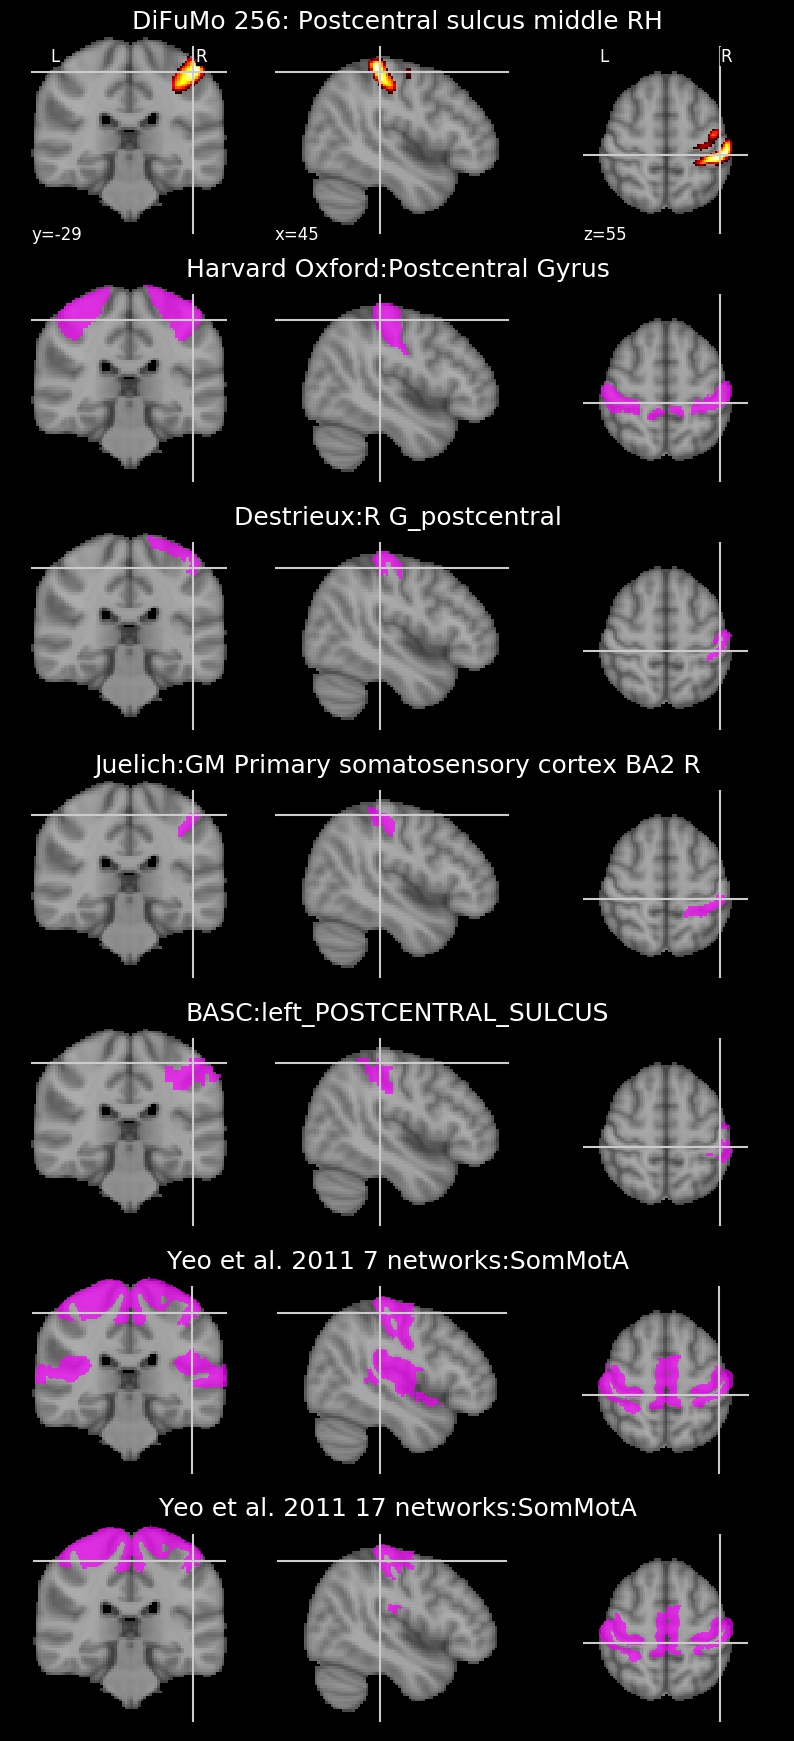 DiFuMo 256: Postcentral sulcus middle RH
L R L R
y=-29 x=45 z=55
Harvard Oxford:Postcentral Gyrus
Destrieux:R G_postcentral
Juelich:GM Primary somatosensory cortex BA2 R
BASC:left_POSTCENTRAL_SULCUS
Yeo et al. 2011 7 networks:SomMotA
Yeo et al. 2011 17 networks:SomMotA